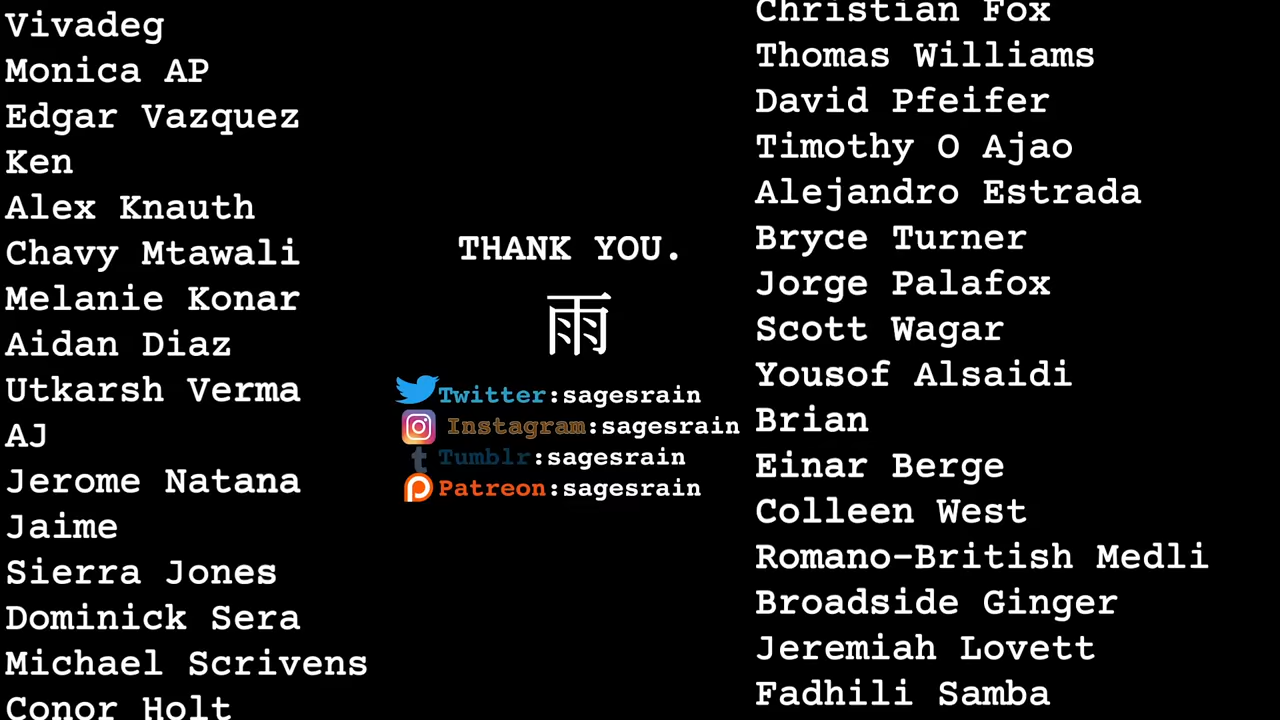 Vivadeg
Monica AP
Edgar Vazquez
Ken
Alex Knauth
Chavy Mtawali
Melanie Konar
Aidan Diaz
Utkarsh Verma
AJ
Jerome Natana
Jaime
Sierra Jones
Dominick Sera
Michael Scrivens
Conor Holt
THANK YOU.
雨
Twitter:sagesrain
Instagram:sagesrain
Tumblr:sagesrain
Patreon:sagesrain
Christian Fox
Thomas Williams
David Pfeifer
Timothy O Ajao
Alejandro Estrada
Bryce Turner
Jorge Palafox
Scott Wagar
Yousof Alsaidi
Brian
Einar Berge
Colleen West
Romano-British Medli
Broadside Ginger
Jeremiah Lovett
Fadhili Samba